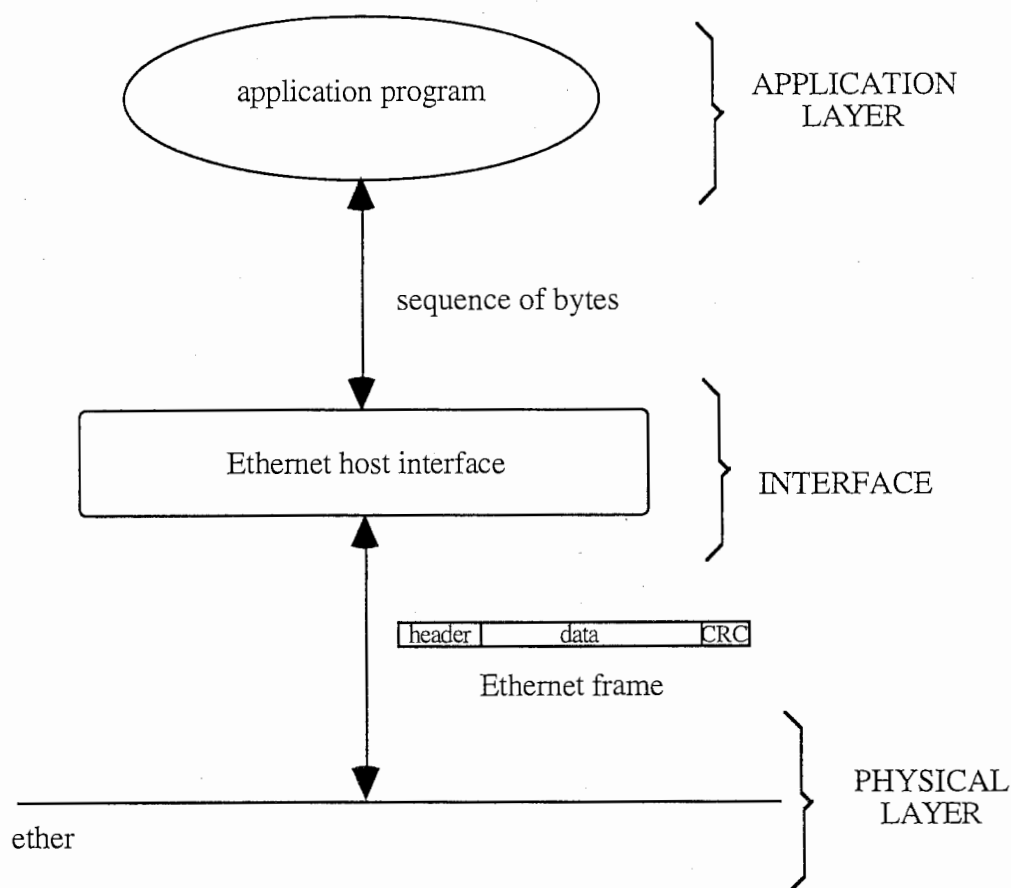 application program
APPLICATION
LAYER
sequence of bytes
Ethernet host interface
INTERFACE
header data CRC
Ethernet frame
PHYSICAL
LAYER
ether